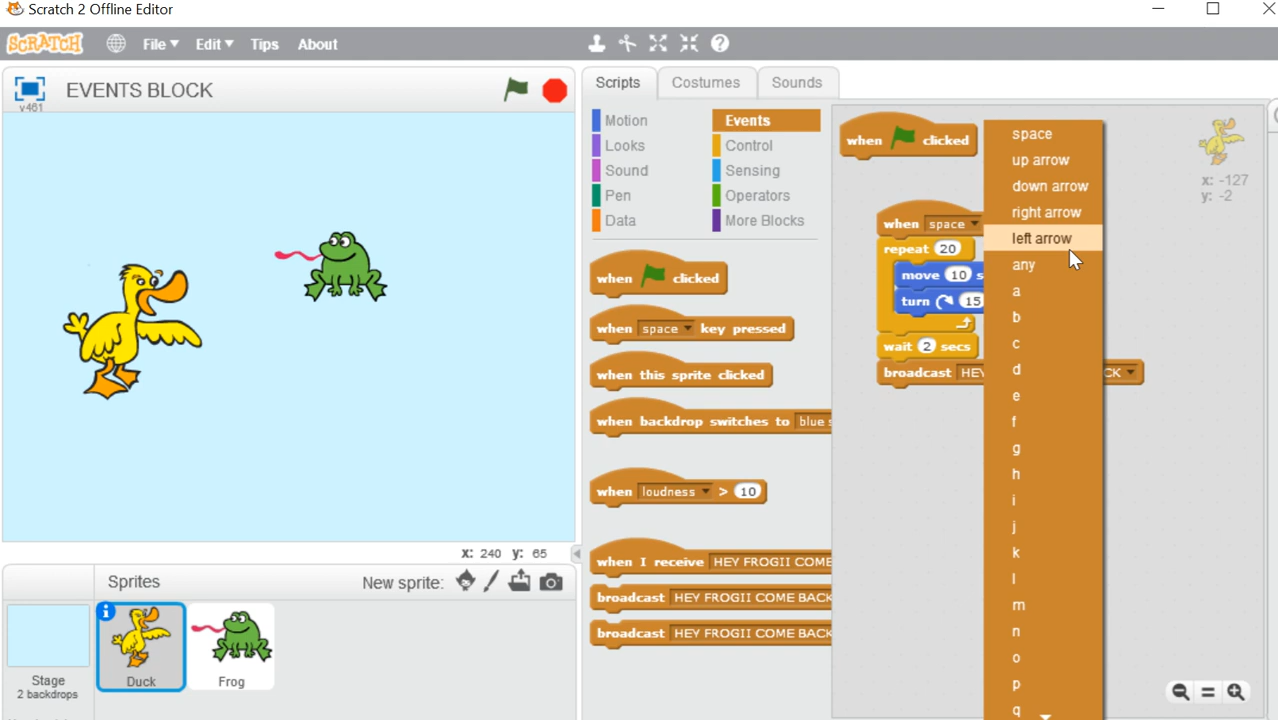 Scratch 2 Offline Editor
SCRATCH File Edit Tips About
v461 EVENTS BLOCK
Scripts Costumes Sounds
Motion Events
Looks Control
Sound Sensing
Pen Operators
Data More Blocks
when clicked
when space key pressed
when this sprite clicked
when backdrop switches to blue
when loudness > 10
when I receive HEY FROGII COME
broadcast HEY FROGII COME BACK
broadcast HEY FROGII COME BACK
when clicked
when space
repeat 20
move 10 s
turn 15
wait 2 secs
broadcast HEY CK
space
up arrow
down arrow
right arrow
left arrow
any
a
b
c
d
e
f
g
h
i
j
k
l
m
n
o
p
q
x: -127
y: -2
x: 240 y: 65
Sprites New sprite:
Stage
2 backdrops
Duck
Frog